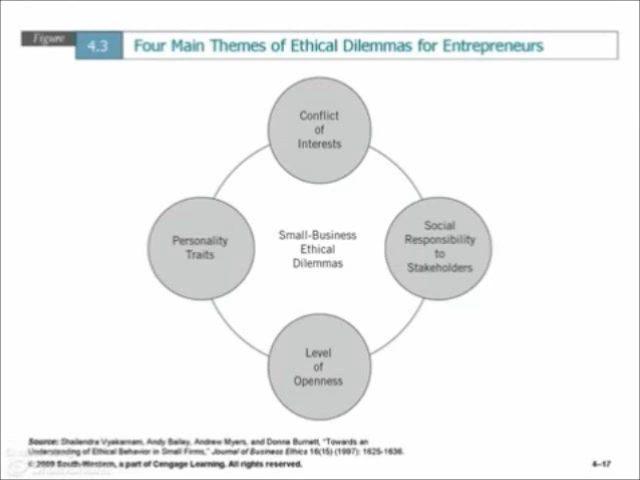 Figure
4.3
Four Main Themes of Ethical Dilemmas for Entrepreneurs
Conflict
of
Interests
Personality
Traits
Small-Business
Ethical
Dilemmas
Social
Responsibility
to
Stakeholders
Level
of
Openness
Source: Shailendra Vyakarnam, Andy Bailey, Andrew Myers, and Donna Burnett, "Towards an
Understanding of Ethical Behavior in Small Firms," Journal of Business Ethics 16(15) (1997): 1625-1636.
© 2009 South-Western, a part of Cengage Learning. All rights reserved.
4–17